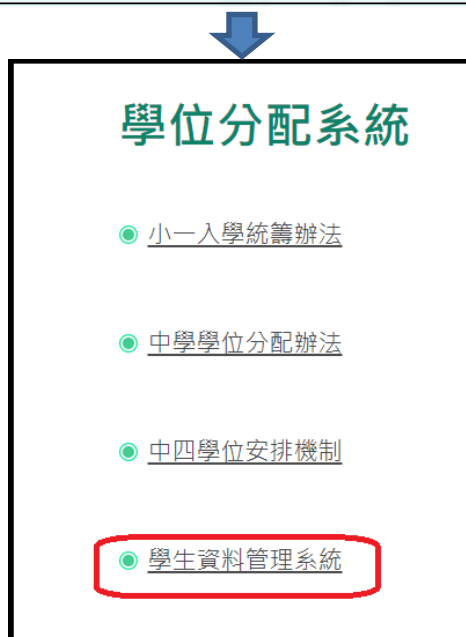 學位分配系統
小一入學統籌辦法
中學學位分配辦法
中四學位安排機制
學生資料管理系統